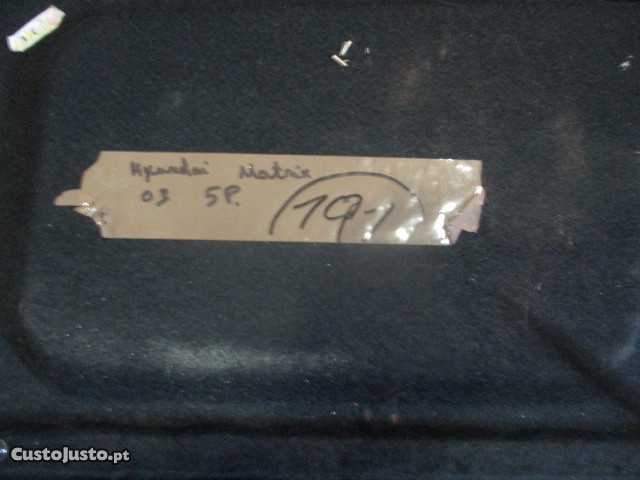 Hyundai Matrix
03 5P.
19-1
CustoJusto.pt